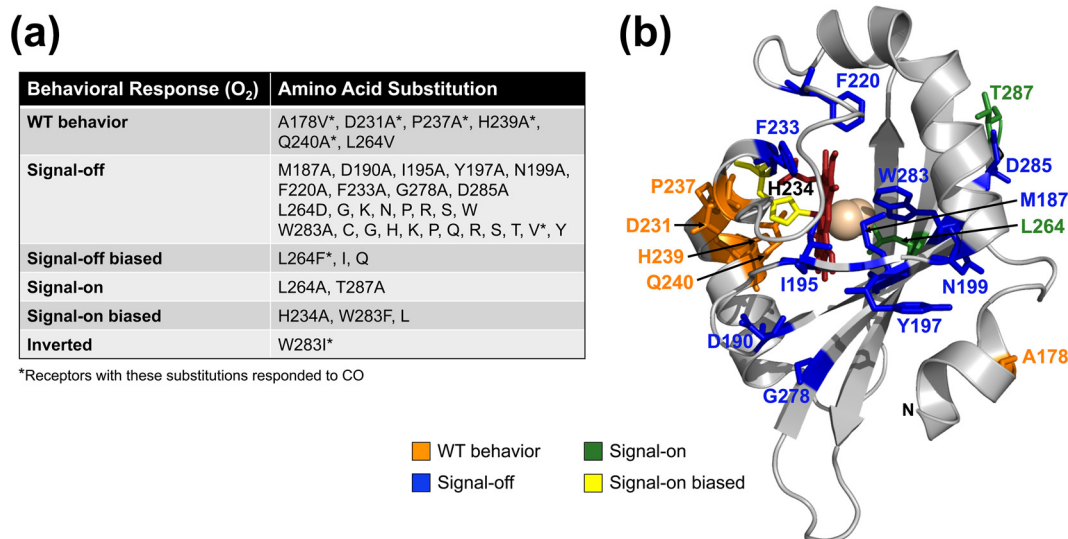 (a)
Behavioral Response (O₂) Amino Acid Substitution
WT behavior A178V*, D231A*, P237A*, H239A*,
Q240A*, L264V
Signal-off M187A, D190A, I195A, Y197A, N199A,
F220A, F233A, G278A, D285A
L264D, G, K, N, P, R, S, W
W283A, C, G, H, K, P, Q, R, S, T, V*, Y
Signal-off biased L264F*, I, Q
Signal-on L264A, T287A
Signal-on biased H234A, W283F, L
Inverted W283I*
*Receptors with these substitutions responded to CO
(b)
F220
T287
F233
D285
W283
P237
H234
M187
D231
L264
H239
Q240
I195
N199
Y197
D190
A178
G278
N
WT behavior
Signal-on
Signal-off
Signal-on biased